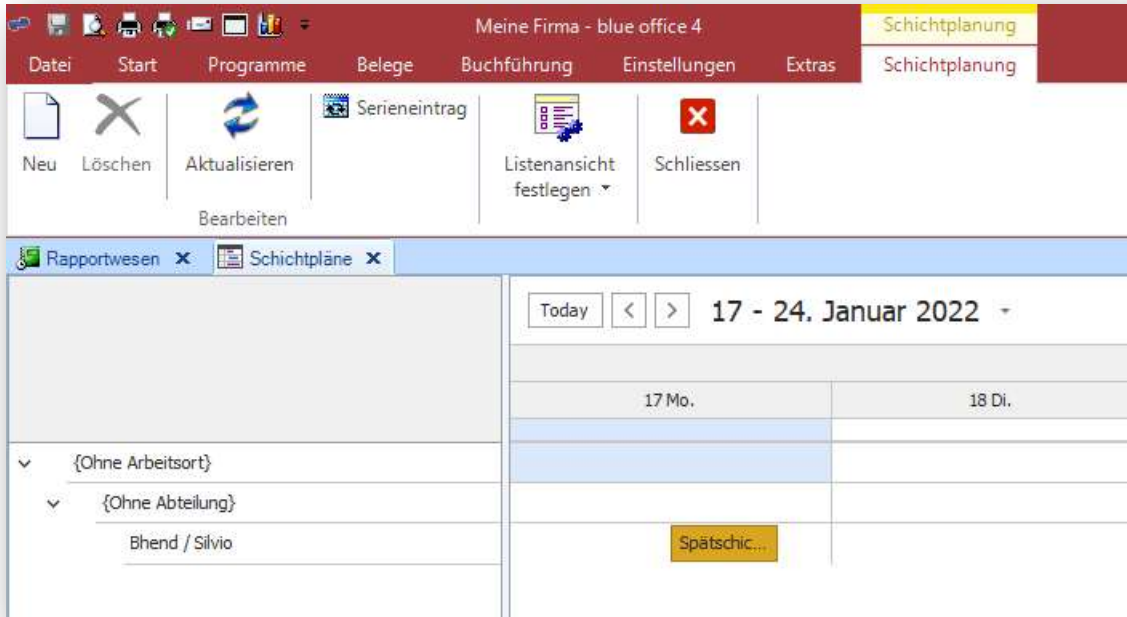 Meine Firma - blue office 4
Schichtplanung
Datei Start Programme Belege Buchführung Einstellungen Extras Schichtplanung
Serieneintrag
Neu Löschen Aktualisieren Listenansicht festlegen Schliessen
Bearbeiten
Rapportwesen Schichtpläne
Today < > 17 - 24. Januar 2022
17 Mo. 18 Di.
{Ohne Arbeitsort}
{Ohne Abteilung}
Bhend / Silvio Spätschic...